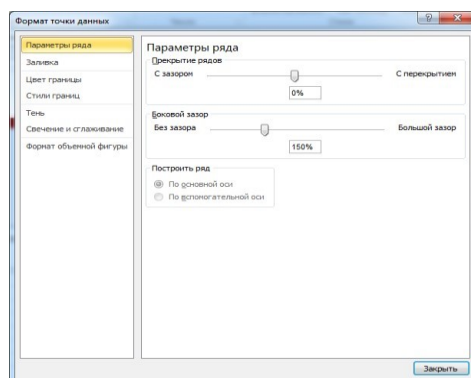 Формат точки данных
Параметры ряда
Заливка
Цвет границы
Стили границ
Тень
Свечение и сглаживание
Формат объемной фигуры
Параметры ряда
Прекрытие рядов
С зазором
С перекрытием
0%
Боковой зазор
Без зазора
Большой зазор
150%
Построить ряд
По основной оси
По вспомогательной оси
Закрыть